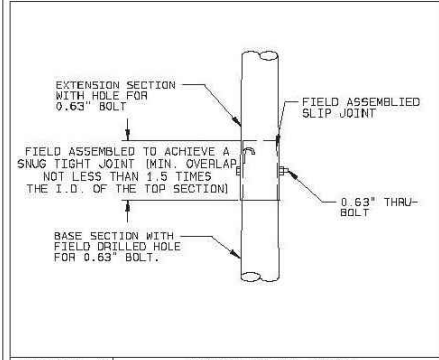 EXTENSION SECTION
WITH HOLE FOR
0.63" BOLT
FIELD ASSEMBLIED
SLIP JOINT
FIELD ASSEMBLED TO ACHIEVE A
SNUG TIGHT JOINT (MIN. OVERLAP
NOT LESS THAN 1.5 TIMES
THE I.D. OF THE TOP SECTION)
0.63" THRU-
BOLT
BASE SECTION WITH
FIELD DRILLED HOLE
FOR 0.63" BOLT.